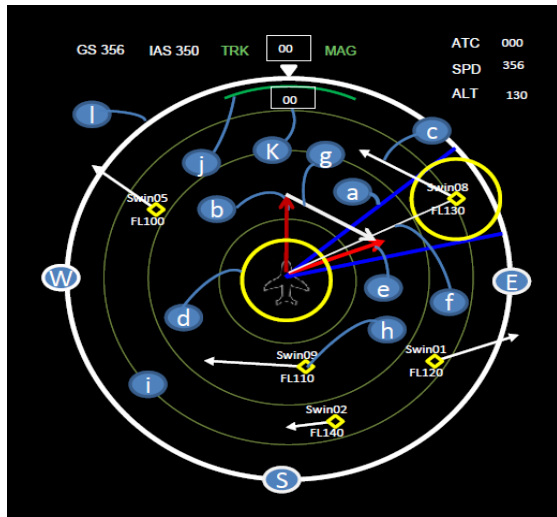 GS 356 IAS 350 TRK 00 MAG
ATC 000
SPD 356
ALT 130
00
l
j
K
g
c
a
b
Swin05
FL100
Swin08
FL130
W
E
d
e
f
h
Swin09
FL110
Swin01
FL120
i
Swin02
FL140
S